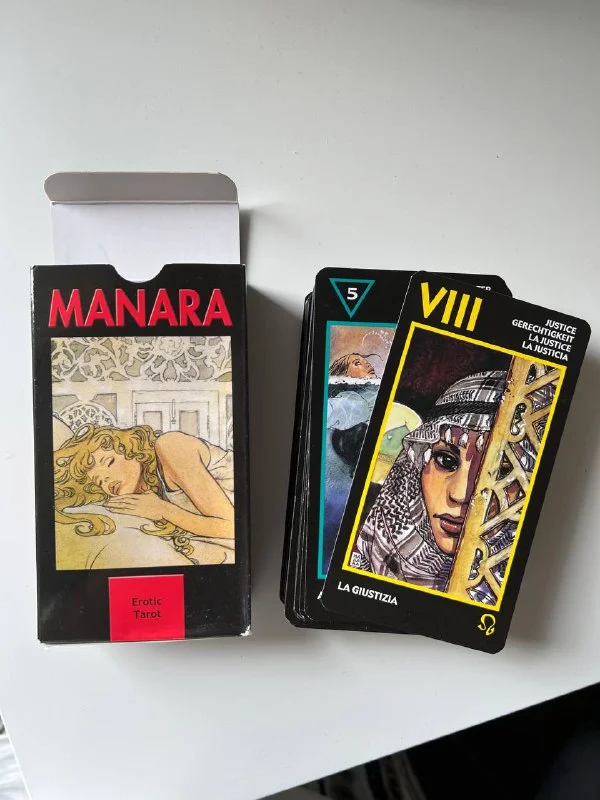 MANARA
Erotic
Tarot
5
VIII
JUSTICE
GERECHTIGKEIT
LA JUSTICE
LA JUSTICIA
LA GIUSTIZIA